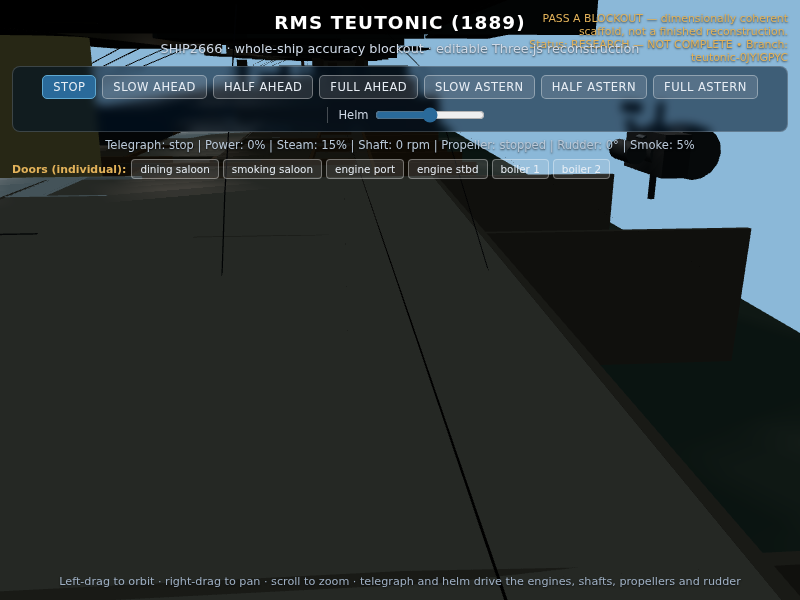 RMS TEUTONIC (1889)
SHIP2666 · whole-ship accuracy blockout · editable Three.js reconstruction
PASS A BLOCKOUT — dimensionally coherent
scaffold, not a finished reconstruction.
Status: RESEARCH — NOT COMPLETE • Branch:
teutonic-0JYIGPYC
STOP
SLOW AHEAD
HALF AHEAD
FULL AHEAD
SLOW ASTERN
HALF ASTERN
FULL ASTERN
Helm
Telegraph: stop | Power: 0% | Steam: 15% | Shaft: 0 rpm | Propeller: stopped | Rudder: 0° | Smoke: 5%
Doors (individual):
dining saloon
smoking saloon
engine port
engine stbd
boiler 1
boiler 2
Left-drag to orbit · right-drag to pan · scroll to zoom · telegraph and helm drive the engines, shafts, propellers and rudder